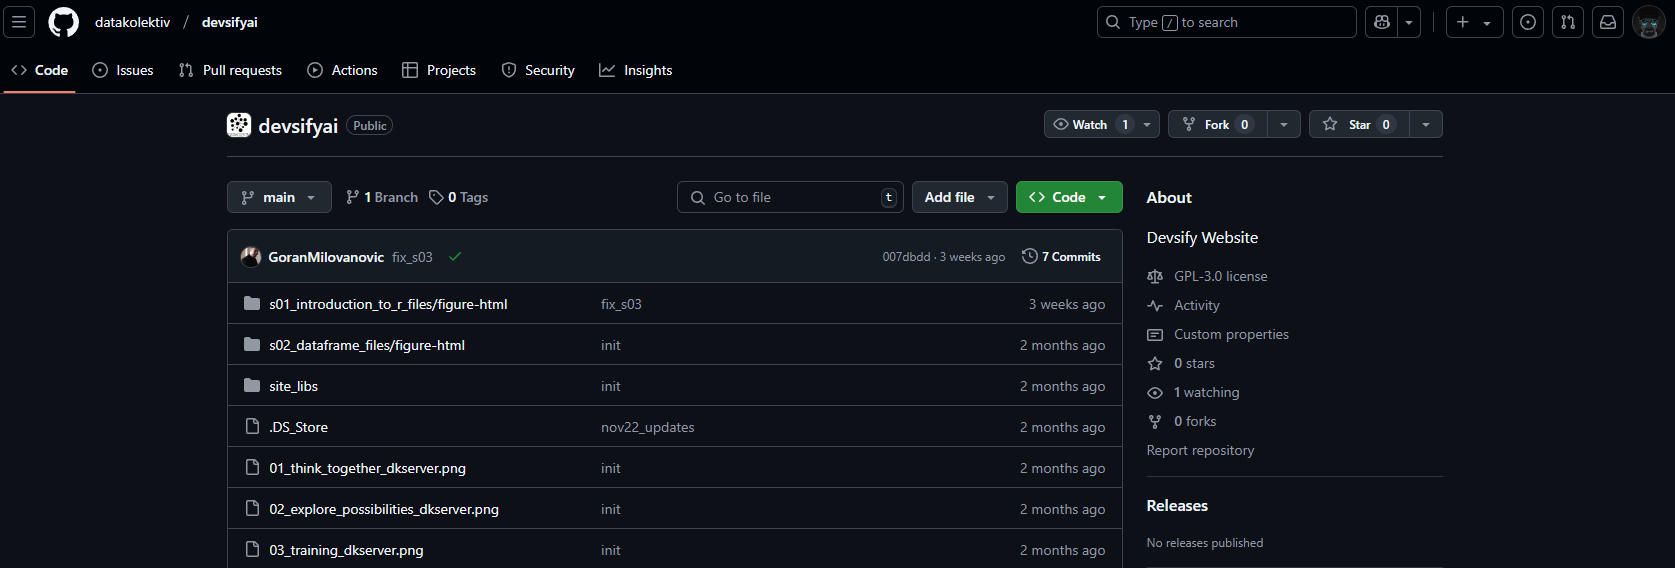 datakolektiv / devsifyai
Type / to search
Code Issues Pull requests Actions Projects Security Insights
devsifyai Public
Watch 1 Fork 0 Star 0
main 1 Branch 0 Tags Go to file t Add file Code
About
Devsify Website
GoranMilovanovic fix_s03 007dbdd · 3 weeks ago 7 Commits
s01_introduction_to_r_files/figure-html fix_s03 3 weeks ago
s02_dataframe_files/figure-html init 2 months ago
site_libs init 2 months ago
.DS_Store nov22_updates 2 months ago
01_think_together_dkserver.png init 2 months ago
02_explore_possibilities_dkserver.png init 2 months ago
03_training_dkserver.png init 2 months ago
GPL-3.0 license
Activity
Custom properties
0 stars
1 watching
0 forks
Report repository
Releases
No releases published